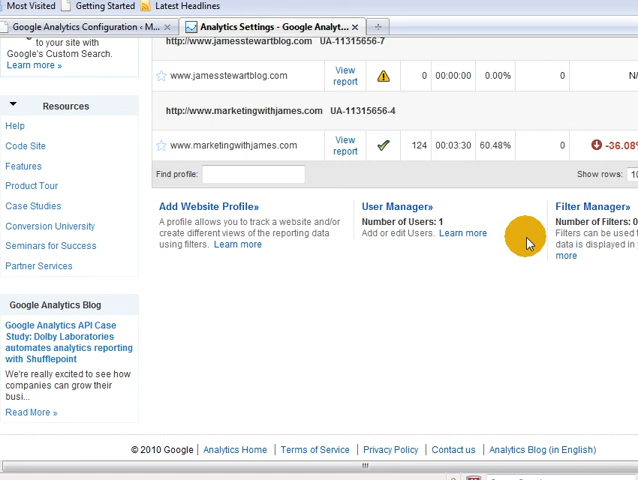 Most Visited Getting Started Latest Headlines
Google Analytics Configuration ‹ M... Analytics Settings - Google Analyt...
to your site with
Google's Custom Search.
Learn more »
Resources
Help
Code Site
Features
Product Tour
Case Studies
Conversion University
Seminars for Success
Partner Services
Google Analytics Blog
Google Analytics API Case
Study: Dolby Laboratories
automates analytics reporting
with Shufflepoint
We're really excited to see how
companies can grow their
busi...
Read More »
http://www.jamesstewartblog.com UA-11315656-7
www.jamesstewartblog.com View report 0 00:00:00 0.00% 0 N/
http://www.marketingwithjames.com UA-11315656-4
www.marketingwithjames.com View report 124 00:03:30 60.48% 0 -36.08%
Find profile: Show rows: 10
Add Website Profile»
A profile allows you to track a website and/or
create different views of the reporting data
using filters. Learn more
User Manager»
Number of Users: 1
Add or edit Users. Learn more
Filter Manager»
Number of Filters: 0
Filters can be used
data is displayed in
more
© 2010 Google Analytics Home Terms of Service Privacy Policy Contact us Analytics Blog (in English)